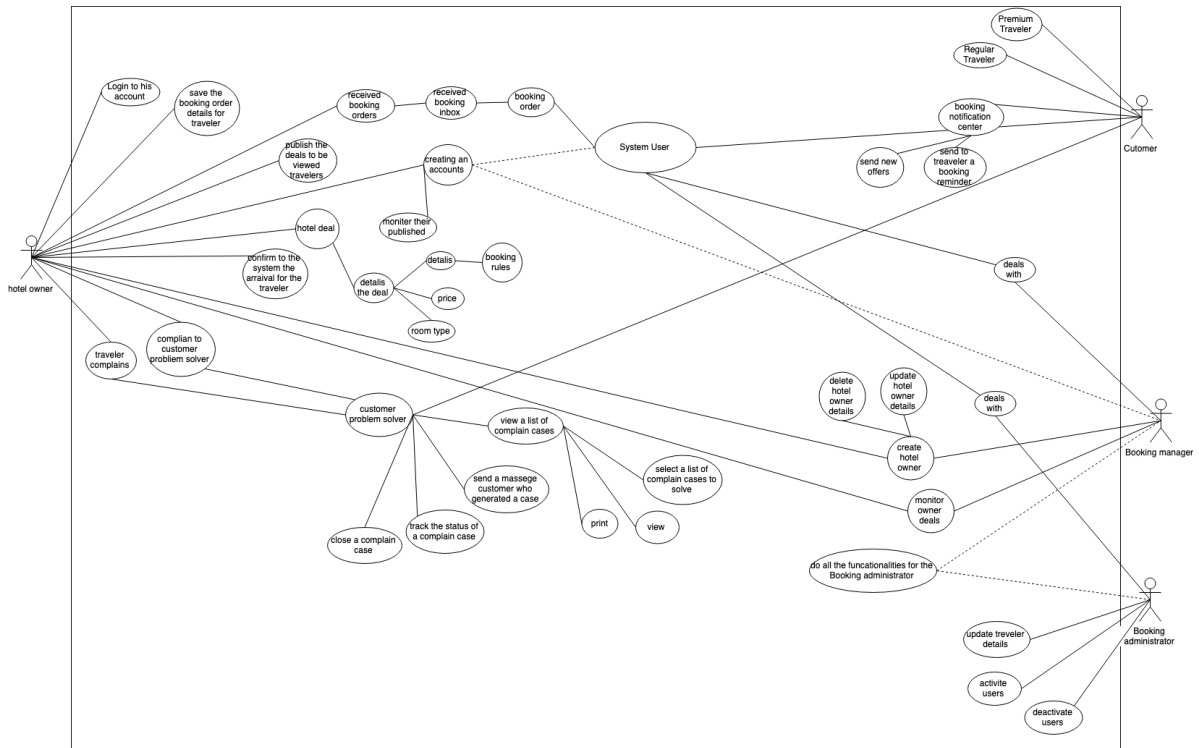 Premium
Traveler
Regular
Traveler
Login to his
account
save the
booking order
details for
traveler
received
booking
orders
received
booking
inbox
booking
order
booking
notification
center
Cutomer
System User
publish the
deals to be
viewed
travelers
creating an
accounts
send new
offers
send to
treaveler a
booking
reminder
moniter their
published
hotel deal
hotel owner
confirm to the
system the
arraival for the
traveler
detalis
booking
rules
detalis
the deal
price
room type
deals
with
traveler
complains
complian to
customer
probliem solver
delete
hotel
owner
details
update
hotel
owner
details
deals
with
customer
problem solver
view a list of
complain cases
create
hotel
owner
Booking manager
select a list of
complain cases to
solve
send a massege
customer who
generated a case
monitor
owner
deals
print
view
track the status of
a complain case
close a complain
case
do all the funcationalities for the
Booking administrator
Booking
administrator
update treveler
details
activite
users
deactivate
users